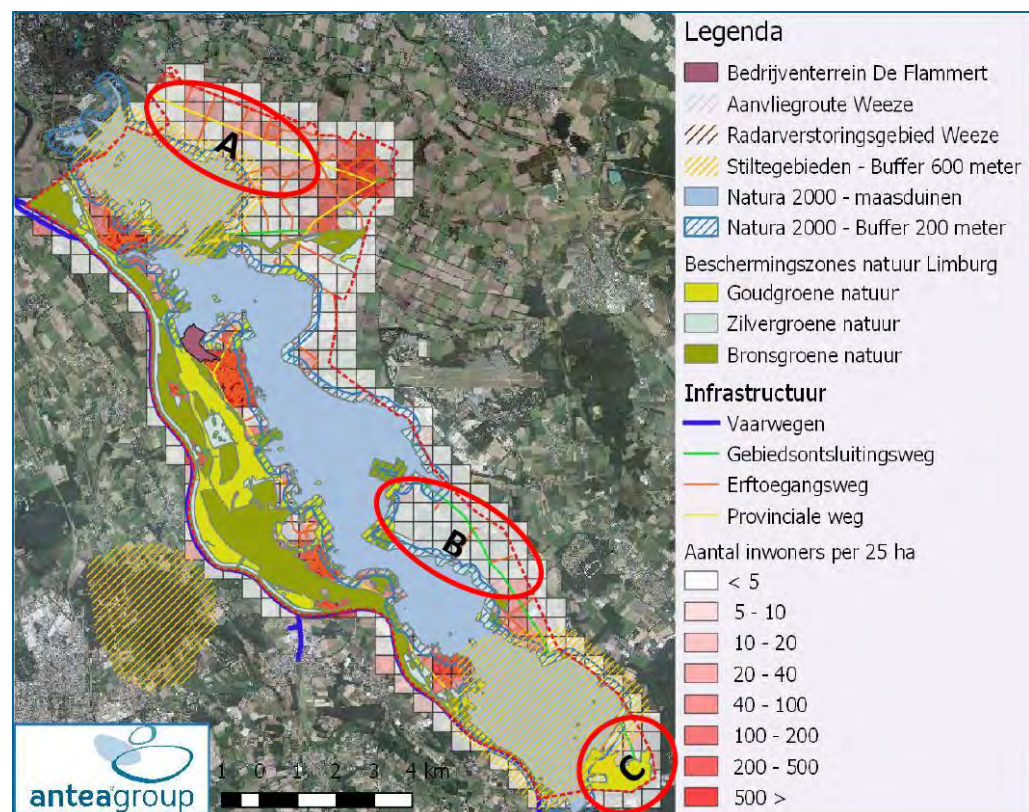 Legenda
Bedrijventerrein De Flammert
Aanvliegroute Weeze
Radarverstoringsgebied Weeze
Stiltegebieden - Buffer 600 meter
Natura 2000 - maasduinen
Natura 2000 - Buffer 200 meter
Beschermingszones natuur Limburg
Goudgroene natuur
Zilvergroene natuur
Bronsgroene natuur
Infrastructuur
Vaarwegen
Gebiedsontsluitingsweg
Erftoegangsweg
Provinciale weg
Aantal inwoners per 25 ha
< 5
5 - 10
10 - 20
20 - 40
40 - 100
100 - 200
200 - 500
500 >
A
B
C
1 0 1 2 3 4 km
anteagroup